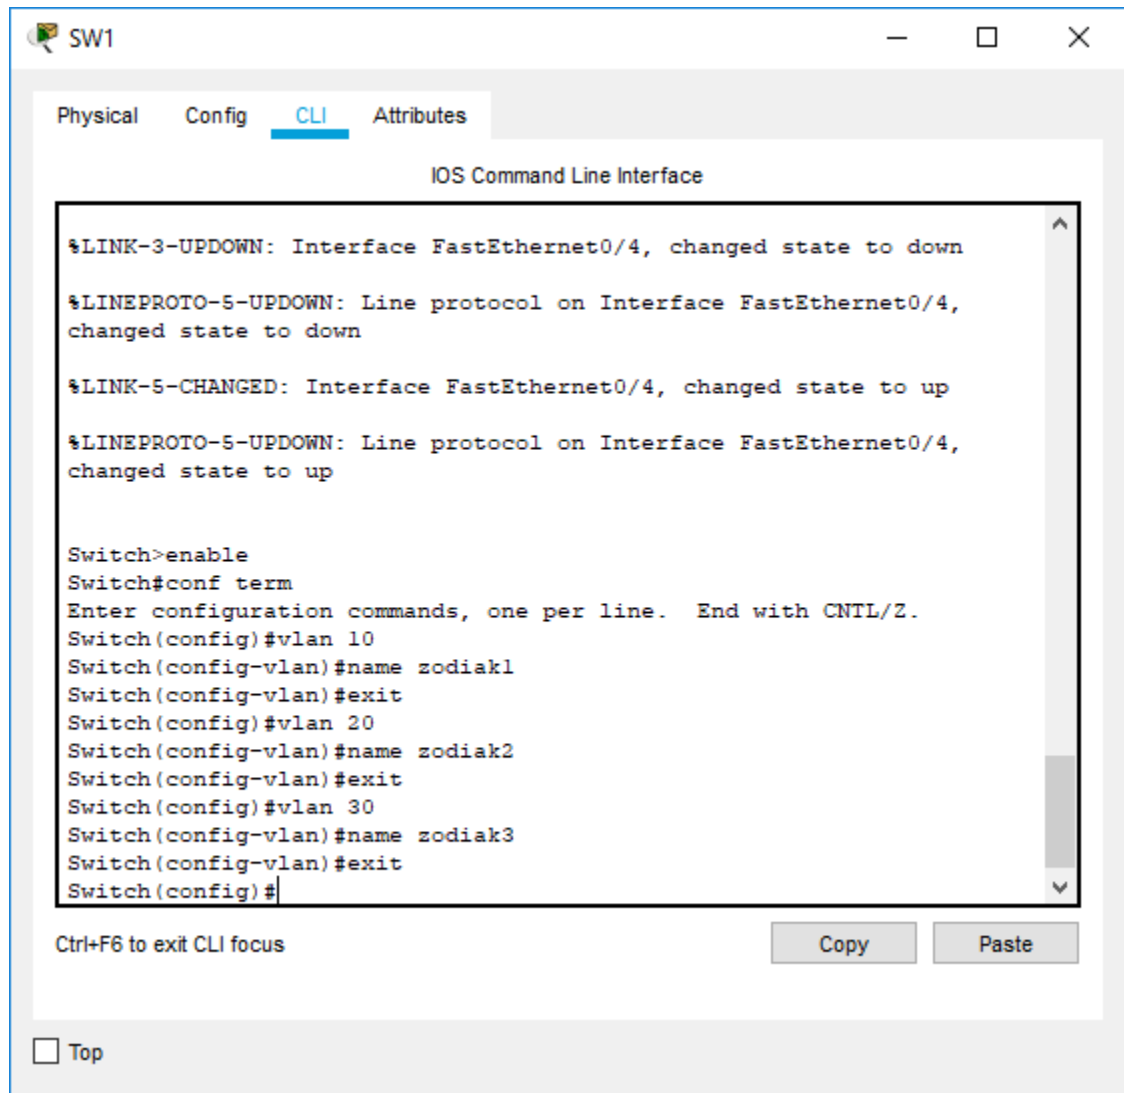 SW1
Physical Config CLI Attributes
IOS Command Line Interface
%LINK-3-UPDOWN: Interface FastEthernet0/4, changed state to down
%LINEPROTO-5-UPDOWN: Line protocol on Interface FastEthernet0/4,
changed state to down
%LINK-5-CHANGED: Interface FastEthernet0/4, changed state to up
%LINEPROTO-5-UPDOWN: Line protocol on Interface FastEthernet0/4,
changed state to up
Switch>enable
Switch#conf term
Enter configuration commands, one per line.  End with CNTL/Z.
Switch(config)#vlan 10
Switch(config-vlan)#name zodiak1
Switch(config-vlan)#exit
Switch(config)#vlan 20
Switch(config-vlan)#name zodiak2
Switch(config-vlan)#exit
Switch(config)#vlan 30
Switch(config-vlan)#name zodiak3
Switch(config-vlan)#exit
Switch(config)#
Ctrl+F6 to exit CLI focus Copy Paste
Top